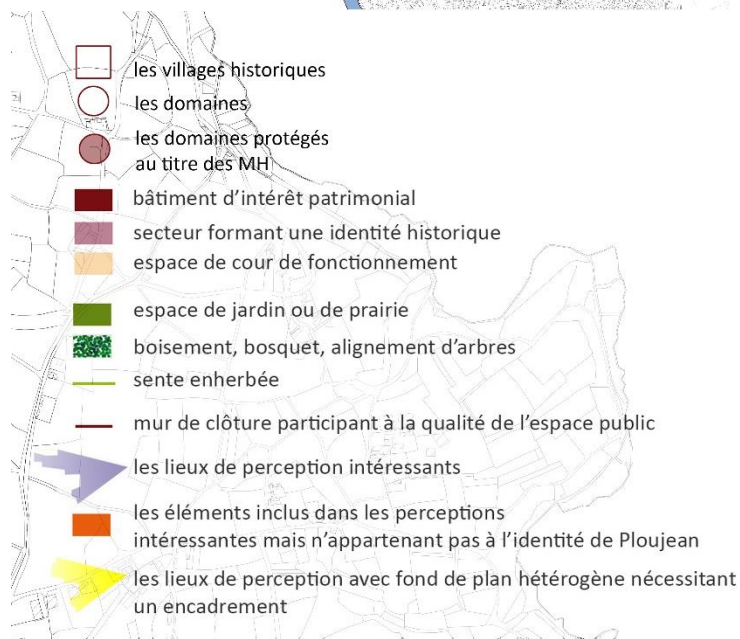 les villages historiques
les domaines
les domaines protégés
au titre des MH
bâtiment d’intérêt patrimonial
secteur formant une identité historique
espace de cour de fonctionnement
espace de jardin ou de prairie
boisement, bosquet, alignement d’arbres
sente enherbée
mur de clôture participant à la qualité de l’espace public
les lieux de perception intéressants
les éléments inclus dans les perceptions
intéressantes mais n’appartenant pas à l’identité de Ploujean
les lieux de perception avec fond de plan hétérogène nécessitant
un encadrement